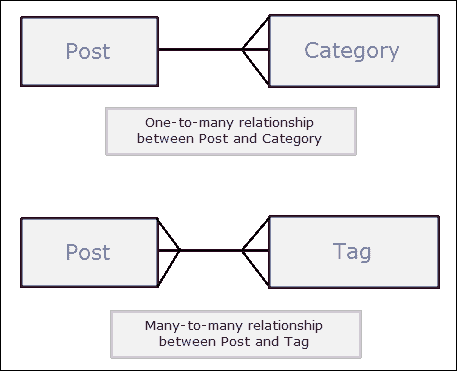 Post
Category
One-to-many relationship
between Post and Category
Post
Tag
Many-to-many relationship
between Post and Tag